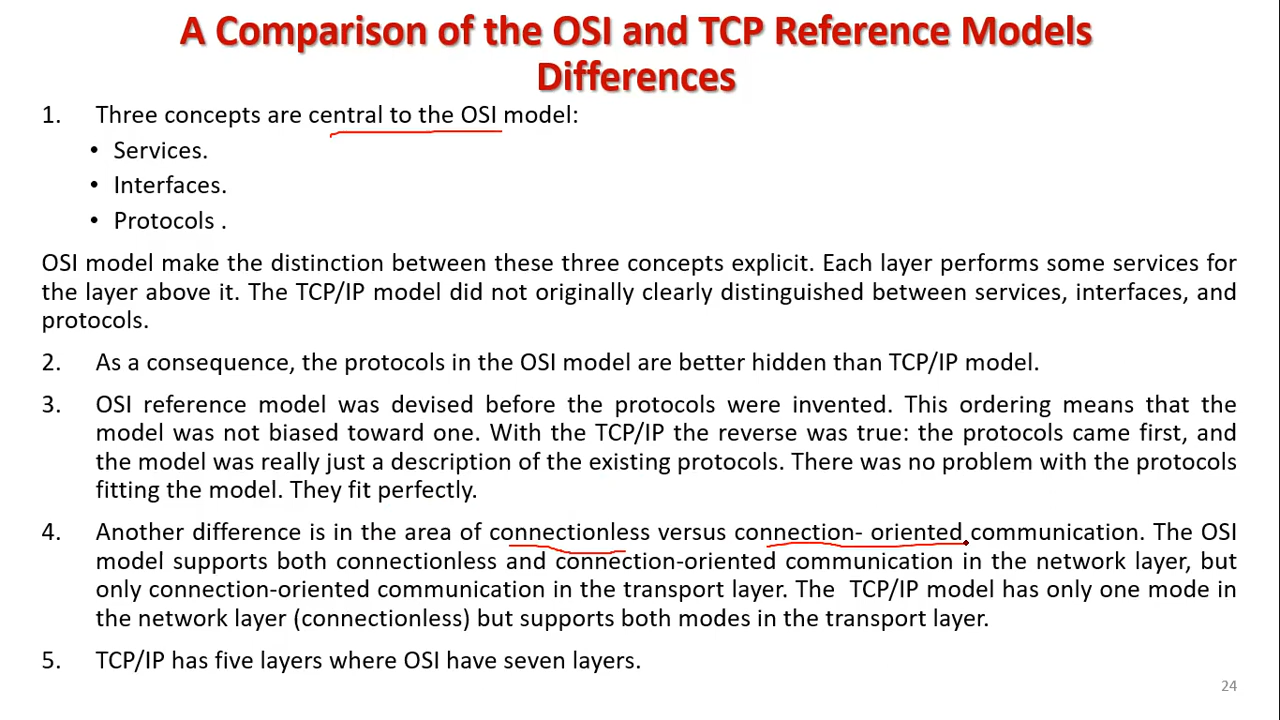 A Comparison of the OSI and TCP Reference Models
Differences
1. Three concepts are central to the OSI model:
• Services.
• Interfaces.
• Protocols .
OSI model make the distinction between these three concepts explicit. Each layer performs some services for
the layer above it. The TCP/IP model did not originally clearly distinguished between services, interfaces, and
protocols.
2. As a consequence, the protocols in the OSI model are better hidden than TCP/IP model.
3. OSI reference model was devised before the protocols were invented. This ordering means that the
model was not biased toward one. With the TCP/IP the reverse was true: the protocols came first, and
the model was really just a description of the existing protocols. There was no problem with the protocols
fitting the model. They fit perfectly.
4. Another difference is in the area of connectionless versus connection- oriented communication. The OSI
model supports both connectionless and connection-oriented communication in the network layer, but
only connection-oriented communication in the transport layer. The TCP/IP model has only one mode in
the network layer (connectionless) but supports both modes in the transport layer.
5. TCP/IP has five layers where OSI have seven layers.
24